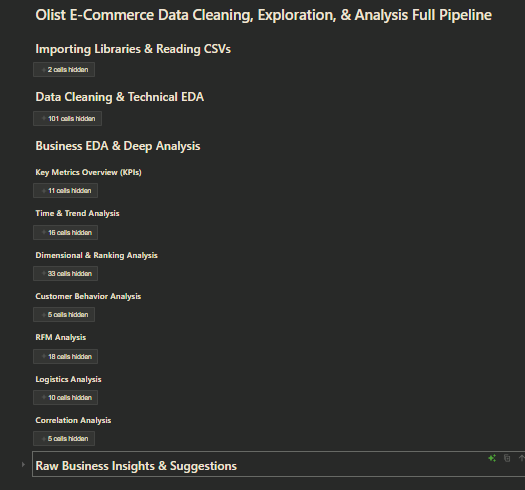 Olist E-Commerce Data Cleaning, Exploration, & Analysis Full Pipeline
Importing Libraries & Reading CSVs
2 cells hidden
Data Cleaning & Technical EDA
101 cells hidden
Business EDA & Deep Analysis
Key Metrics Overview (KPIs)
11 cells hidden
Time & Trend Analysis
16 cells hidden
Dimensional & Ranking Analysis
33 cells hidden
Customer Behavior Analysis
5 cells hidden
RFM Analysis
18 cells hidden
Logistics Analysis
10 cells hidden
Correlation Analysis
5 cells hidden
Raw Business Insights & Suggestions